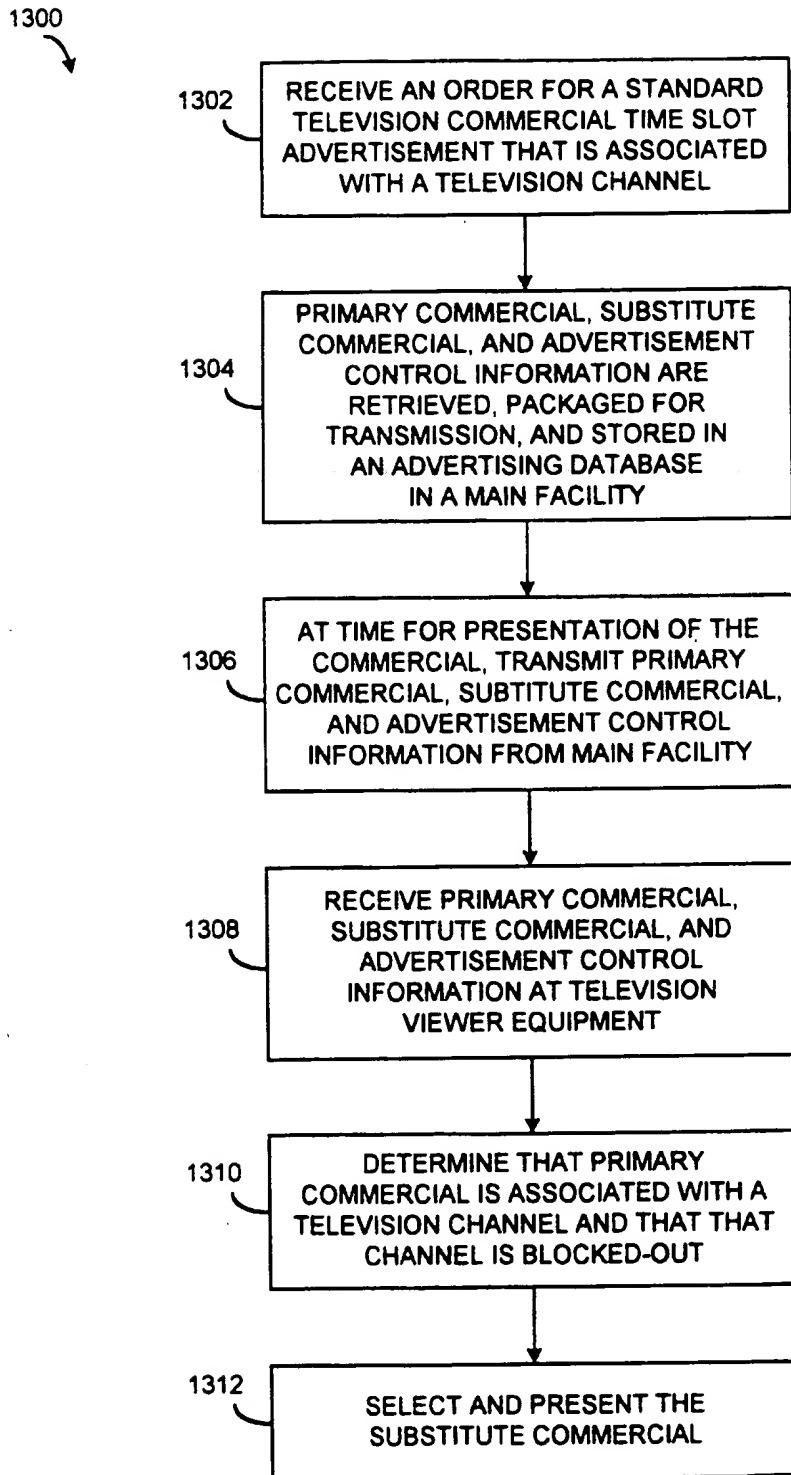 1300
1302
RECEIVE AN ORDER FOR A STANDARD
TELEVISION COMMERCIAL TIME SLOT
ADVERTISEMENT THAT IS ASSOCIATED
WITH A TELEVISION CHANNEL
1304
PRIMARY COMMERCIAL, SUBSTITUTE
COMMERCIAL, AND ADVERTISEMENT
CONTROL INFORMATION ARE
RETRIEVED, PACKAGED FOR
TRANSMISSION, AND STORED IN
AN ADVERTISING DATABASE
IN A MAIN FACILITY
1306
AT TIME FOR PRESENTATION OF THE
COMMERCIAL, TRANSMIT PRIMARY
COMMERCIAL, SUBTITUTE COMMERCIAL,
AND ADVERTISEMENT CONTROL
INFORMATION FROM MAIN FACILITY
1308
RECEIVE PRIMARY COMMERCIAL,
SUBSTITUTE COMMERCIAL, AND
ADVERTISEMENT CONTROL
INFORMATION AT TELEVISION
VIEWER EQUIPMENT
1310
DETERMINE THAT PRIMARY
COMMERCIAL IS ASSOCIATED WITH A
TELEVISION CHANNEL AND THAT THAT
CHANNEL IS BLOCKED-OUT
1312
SELECT AND PRESENT THE
SUBSTITUTE COMMERCIAL